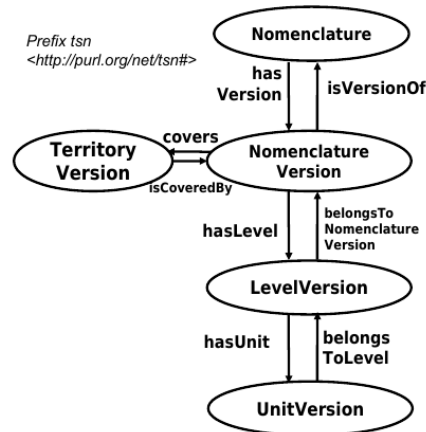 Nomenclature
Prefix tsn
<http://purl.org/net/tsn#>
has
Version
isVersionOf
covers
Territory
Version
Nomenclature
Version
isCoveredBy
hasLevel
belongsTo
Nomenclature
Version
LevelVersion
hasUnit
belongs
ToLevel
UnitVersion